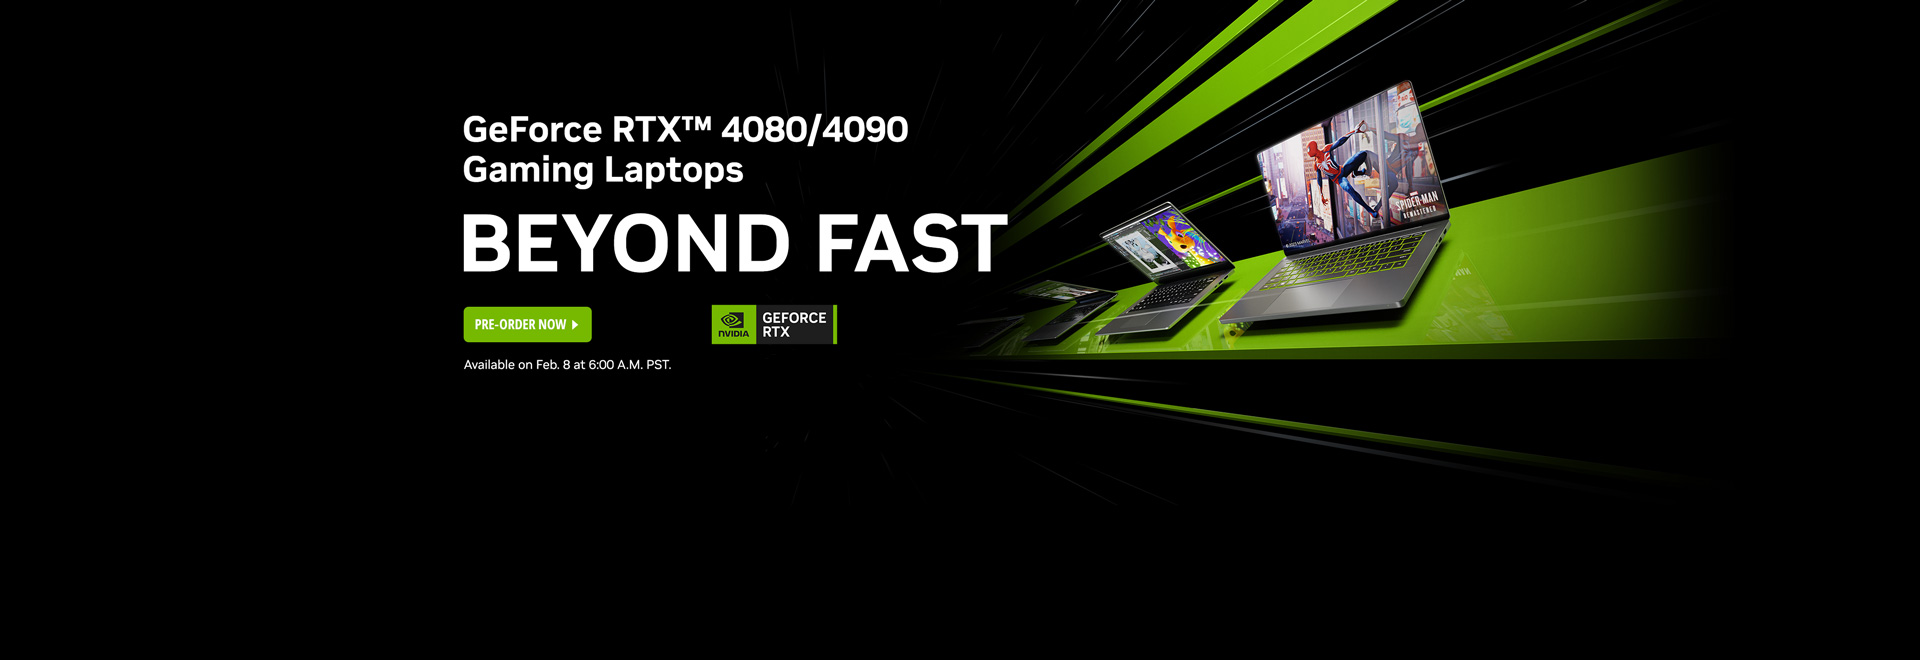 GeForce RTX™ 4080/4090
Gaming Laptops
BEYOND FAST
PRE-ORDER NOW
NVIDIA
GEFORCE
RTX
Available on Feb. 8 at 6:00 A.M. PST.
MARVEL
SPIDER-MAN
REMASTERED